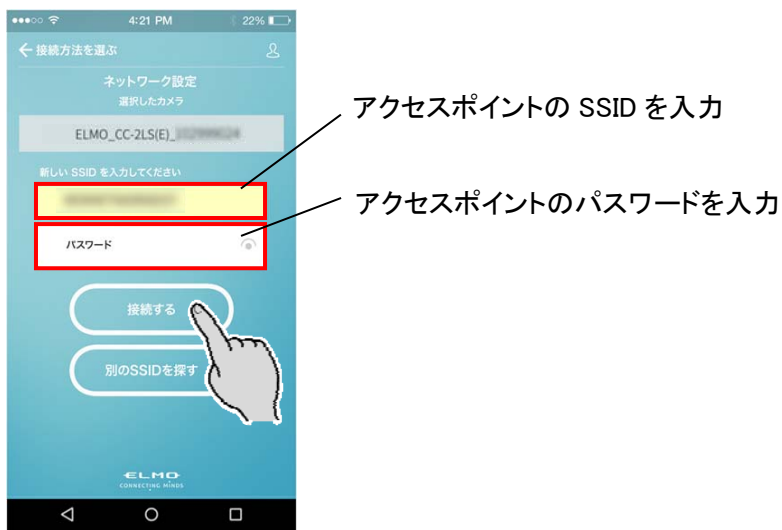 4:21 PM
22%
接続方法を選ぶ
ネットワーク設定
選択したカメラ
ELMO_CC-2LS(E)_
新しい SSID を入力してください
パスワード
接続する
別のSSIDを探す
ELMO
CONNECTING MINDS
アクセスポイントの SSID を入力
アクセスポイントのパスワードを入力